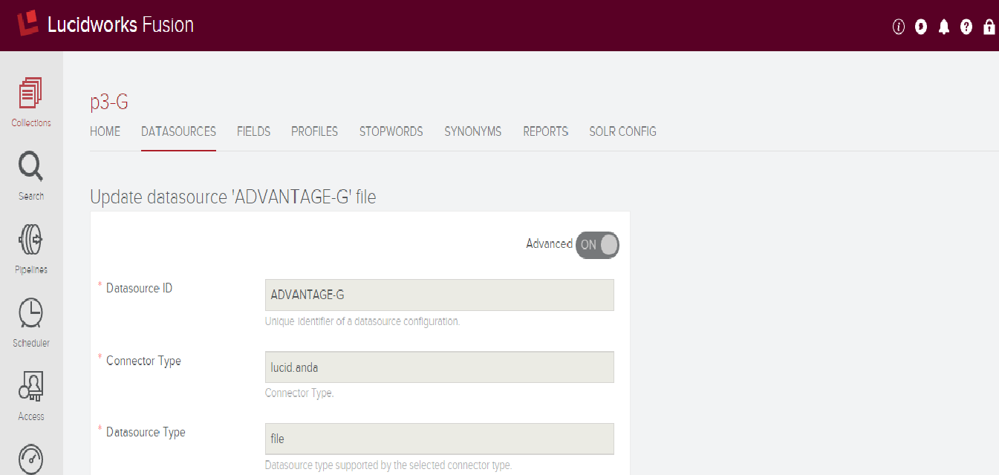 Lucidworks Fusion
Collections
Search
Pipelines
Scheduler
Access
p3-G
HOME DATASOURCES FIELDS PROFILES STOPWORDS SYNONYMS REPORTS SOLR CONFIG
Update datasource 'ADVANTAGE-G' file
Advanced ON
* Datasource ID
ADVANTAGE-G
Unique identifier of a datasource configuration.
* Connector Type
lucid.anda
Connector Type.
* Datasource Type
file
Datasource type supported by the selected connector type.